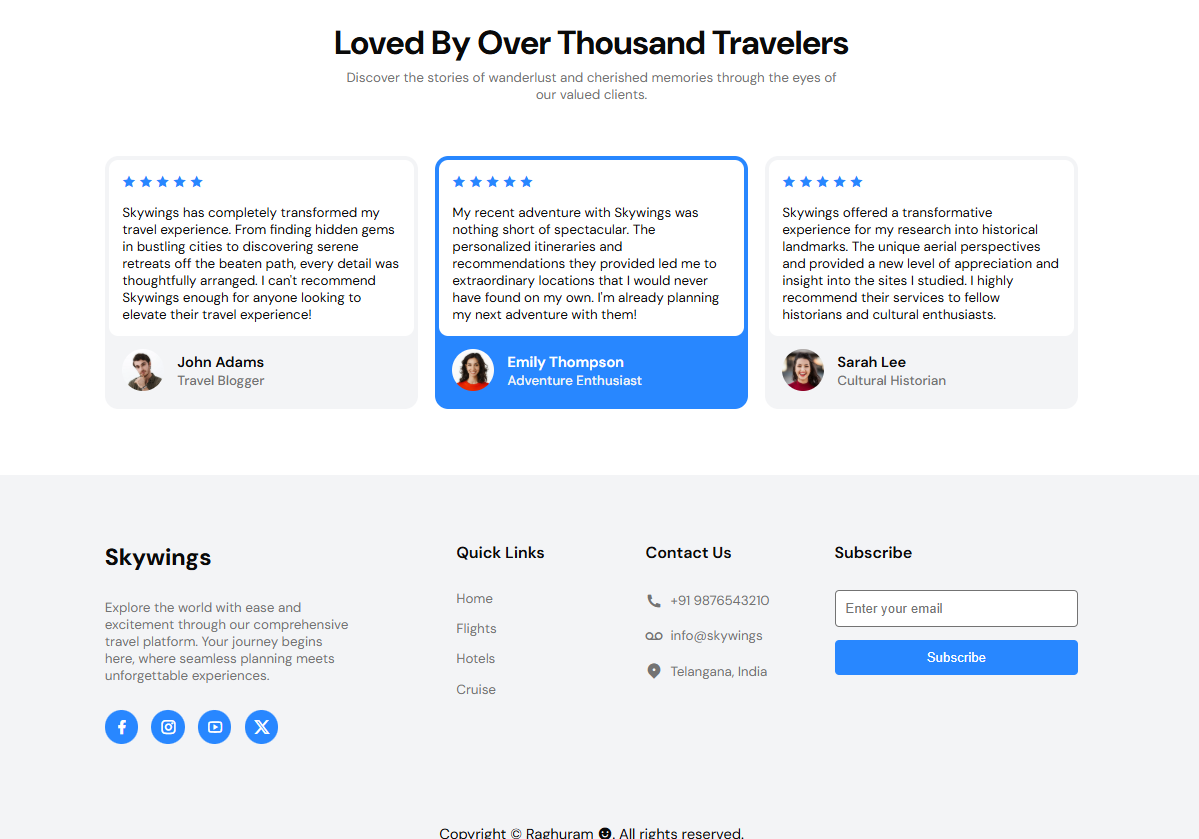 Loved By Over Thousand Travelers
Discover the stories of wanderlust and cherished memories through the eyes of
our valued clients.
Skywings has completely transformed my
travel experience. From finding hidden gems
in bustling cities to discovering serene
retreats off the beaten path, every detail was
thoughtfully arranged. I can't recommend
Skywings enough for anyone looking to
elevate their travel experience!
John Adams
Travel Blogger
My recent adventure with Skywings was
nothing short of spectacular. The
personalized itineraries and
recommendations they provided led me to
extraordinary locations that I would never
have found on my own. I'm already planning
my next adventure with them!
Emily Thompson
Adventure Enthusiast
Skywings offered a transformative
experience for my research into historical
landmarks. The unique aerial perspectives
and provided a new level of appreciation and
insight into the sites I studied. I highly
recommend their services to fellow
historians and cultural enthusiasts.
Sarah Lee
Cultural Historian
Skywings
Explore the world with ease and
excitement through our comprehensive
travel platform. Your journey begins
here, where seamless planning meets
unforgettable experiences.
Quick Links
Home
Flights
Hotels
Cruise
Contact Us
+91 9876543210
info@skywings
Telangana, India
Subscribe
Enter your email
Subscribe
Copyright © Raghuram ☻. All rights reserved.